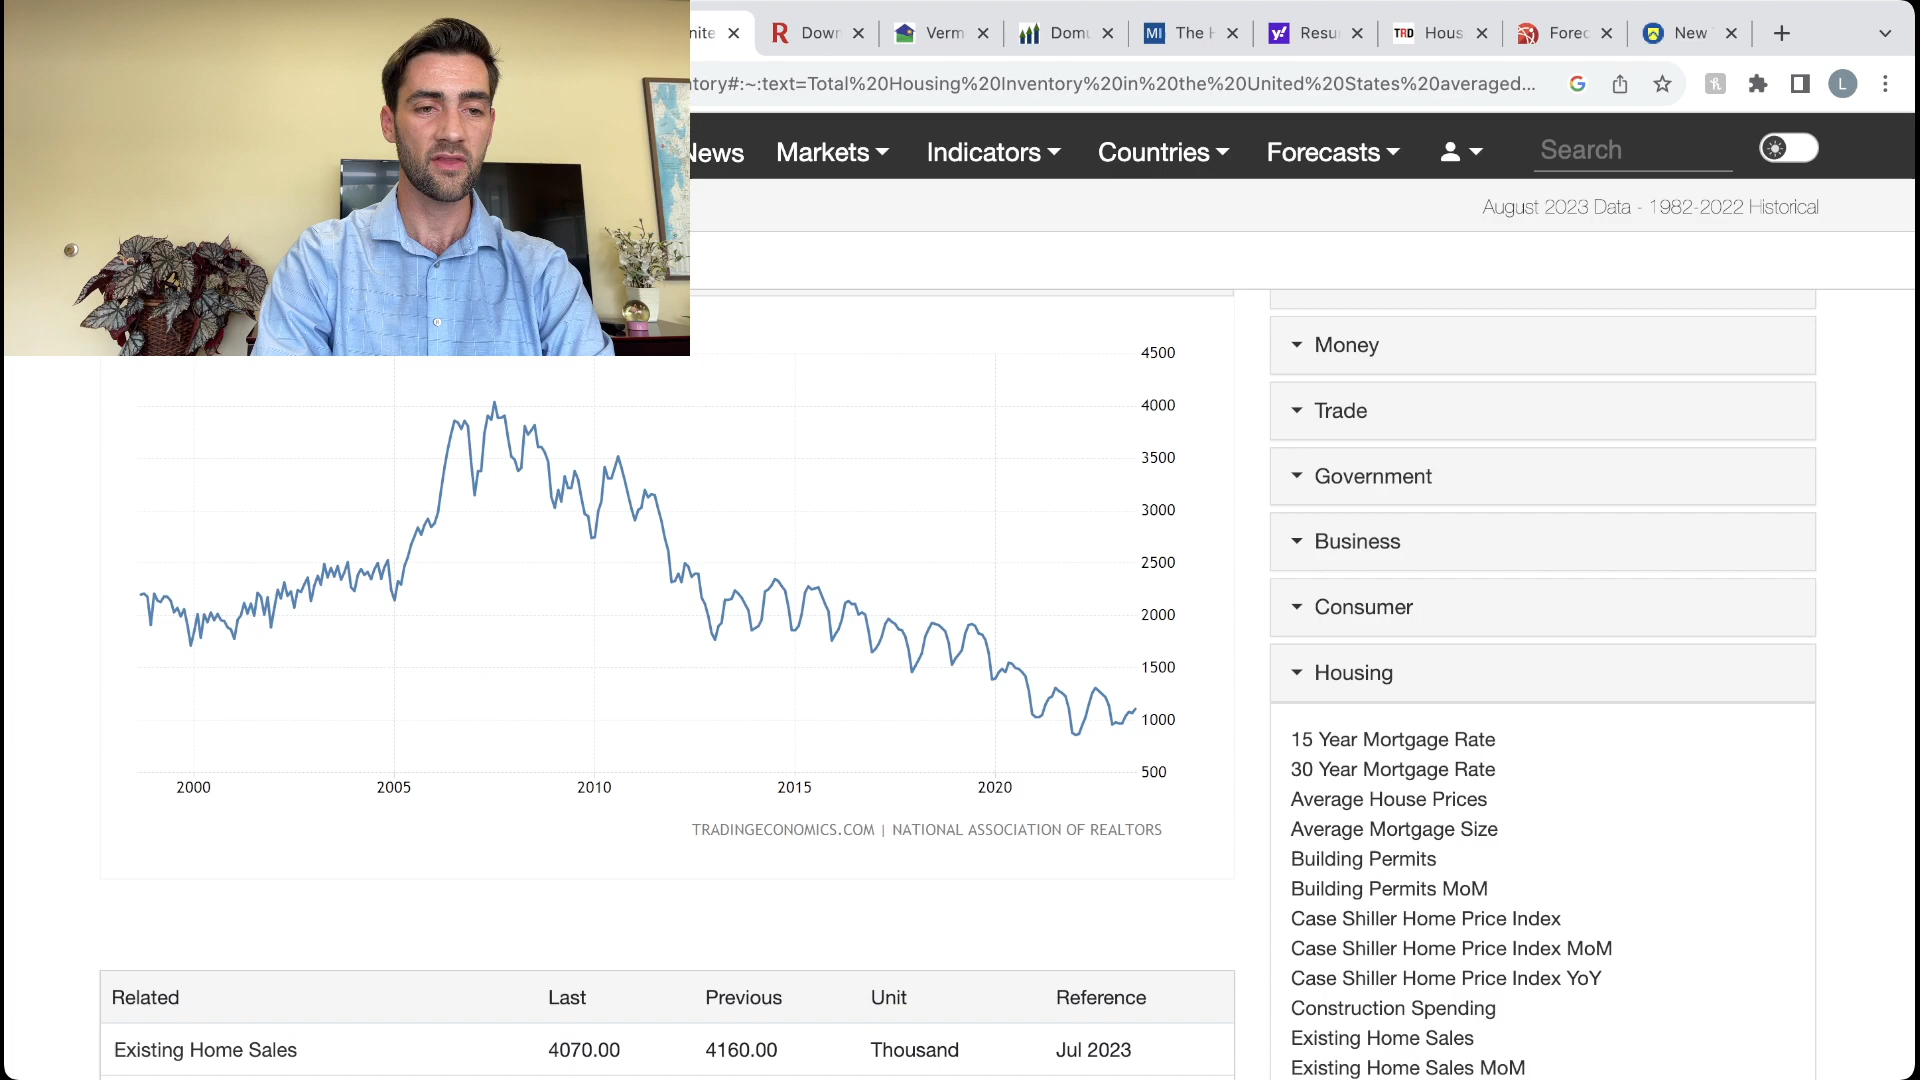 nite
Down
Verm
Domu
MI The H
y! Resu
TRD Hous
Forec
New
tory#:~:text=Total%20Housing%20Inventory%20in%20the%20United%20States%20averaged...
L
News
Markets
Indicators
Countries
Forecasts
Search
August 2023 Data - 1982-2022 Historical
4500
4000
3500
3000
2500
2000
1500
1000
500
2000 2005 2010 2015 2020
TRADINGECONOMICS.COM | NATIONAL ASSOCIATION OF REALTORS
Related Last Previous Unit Reference
Existing Home Sales 4070.00 4160.00 Thousand Jul 2023
Money
Trade
Government
Business
Consumer
Housing
15 Year Mortgage Rate
30 Year Mortgage Rate
Average House Prices
Average Mortgage Size
Building Permits
Building Permits MoM
Case Shiller Home Price Index
Case Shiller Home Price Index MoM
Case Shiller Home Price Index YoY
Construction Spending
Existing Home Sales
Existing Home Sales MoM